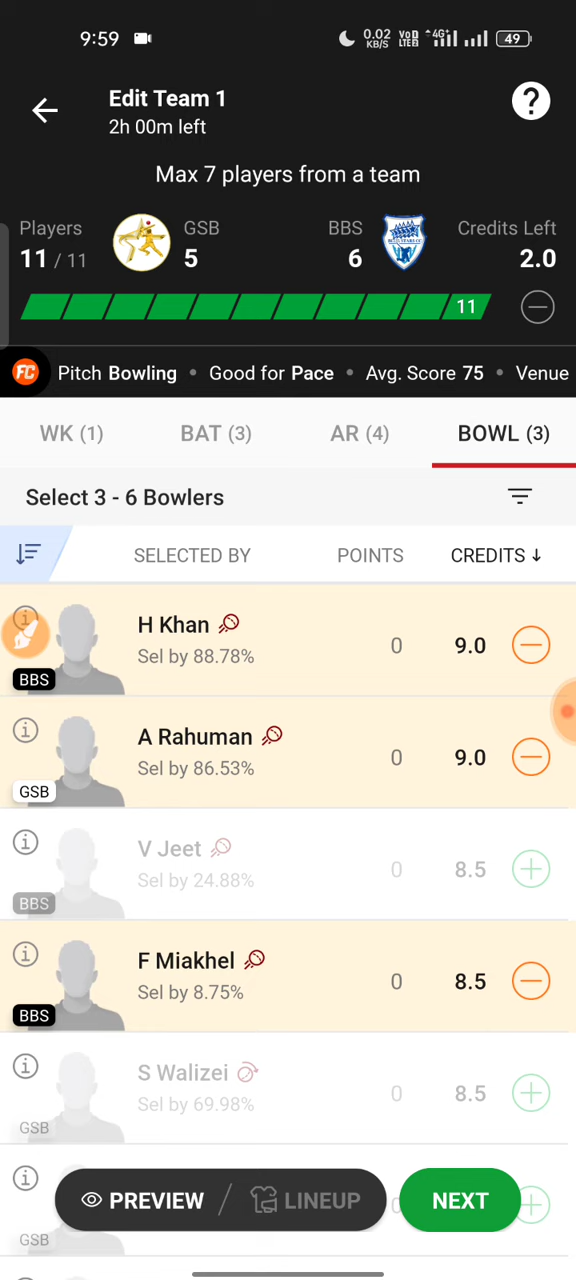 9:59 0.02 KB/S VoD LTE2 4G 49
Edit Team 1
2h 00m left
?
Max 7 players from a team
Players GSB BBS Credits Left
11 / 11 5 6 2.0
11
FC Pitch Bowling • Good for Pace • Avg. Score 75 • Venue
WK (1) BAT (3) AR (4) BOWL (3)
Select 3 - 6 Bowlers
SELECTED BY POINTS CREDITS ↓
H Khan
Sel by 88.78% 0 9.0
BBS
A Rahuman
Sel by 86.53% 0 9.0
GSB
V Jeet
Sel by 24.88% 0 8.5
BBS
F Miakhel
Sel by 8.75% 0 8.5
BBS
S Walizei
Sel by 69.98% 0 8.5
GSB
PREVIEW / LINEUP NEXT
GSB